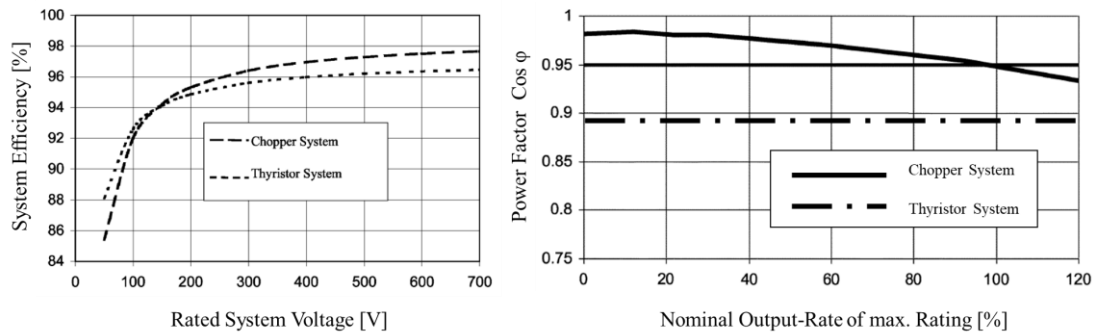 System Efficiency [%]
98
96
94
92
90
88
86
84
0 100 200 300 400 500 600 700
Rated System Voltage [V]
Chopper System
Thyristor System
Power Factor Cos φ
1
0.95
0.9
0.85
0.8
0.75
0 20 40 60 80 100 120
Nominal Output-Rate of max. Rating [%]
Chopper System
Thyristor System